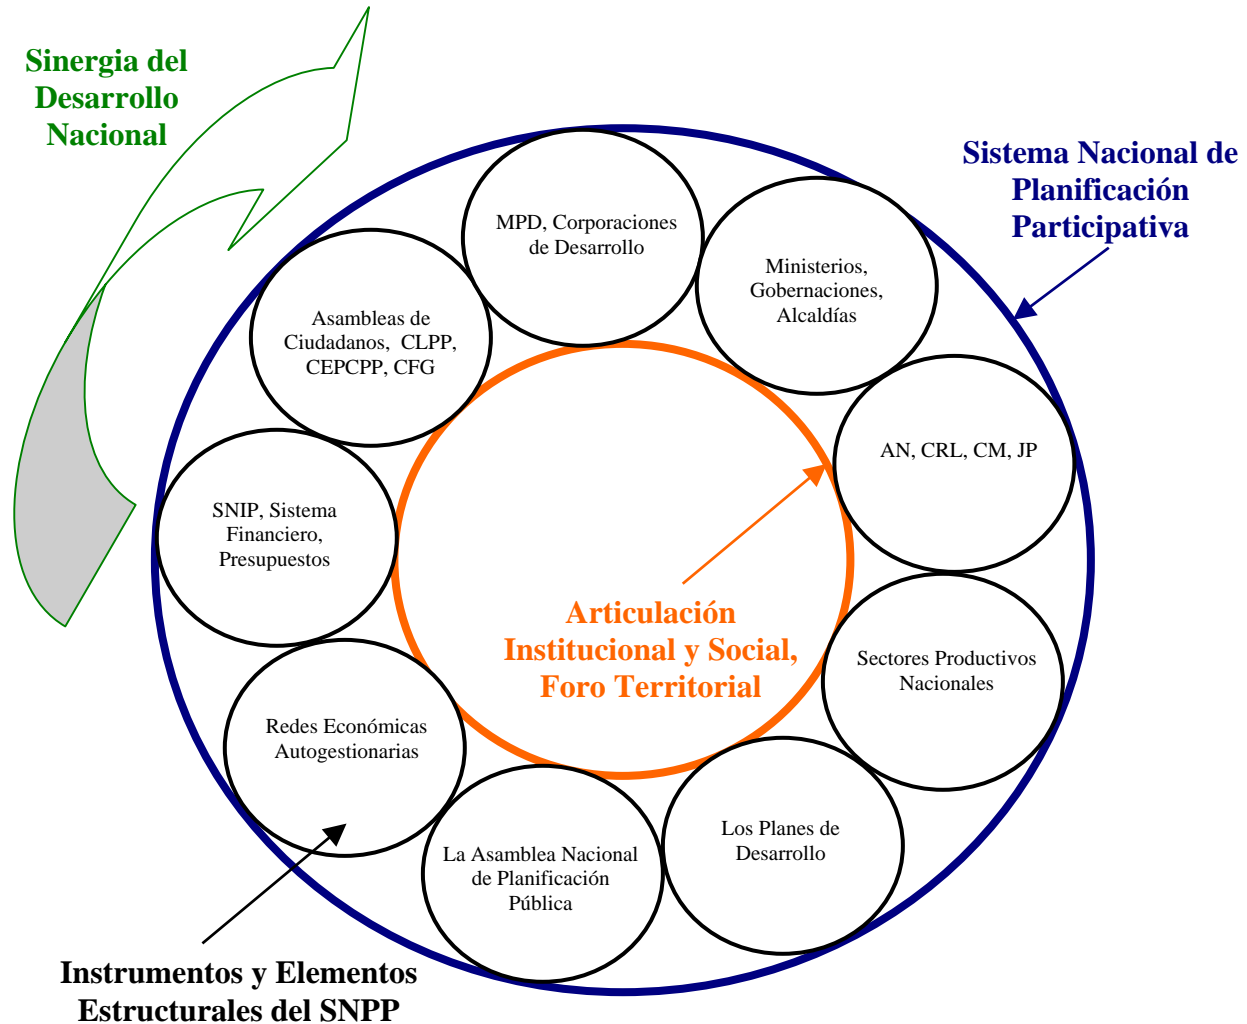 Sinergia del
Desarrollo
Nacional
Sistema Nacional de
Planificación
Participativa
MPD, Corporaciones
de Desarrollo
Ministerios,
Gobernaciones,
Alcaldías
Asambleas de
Ciudadanos, CLPP,
CEPCPP, CFG
AN, CRL, CM, JP
SNIP, Sistema
Financiero,
Presupuestos
Articulación
Institucional y Social,
Foro Territorial
Sectores Productivos
Nacionales
Redes Económicas
Autogestionarias
Los Planes de
Desarrollo
La Asamblea Nacional
de Planificación
Pública
Instrumentos y Elementos
Estructurales del SNPP